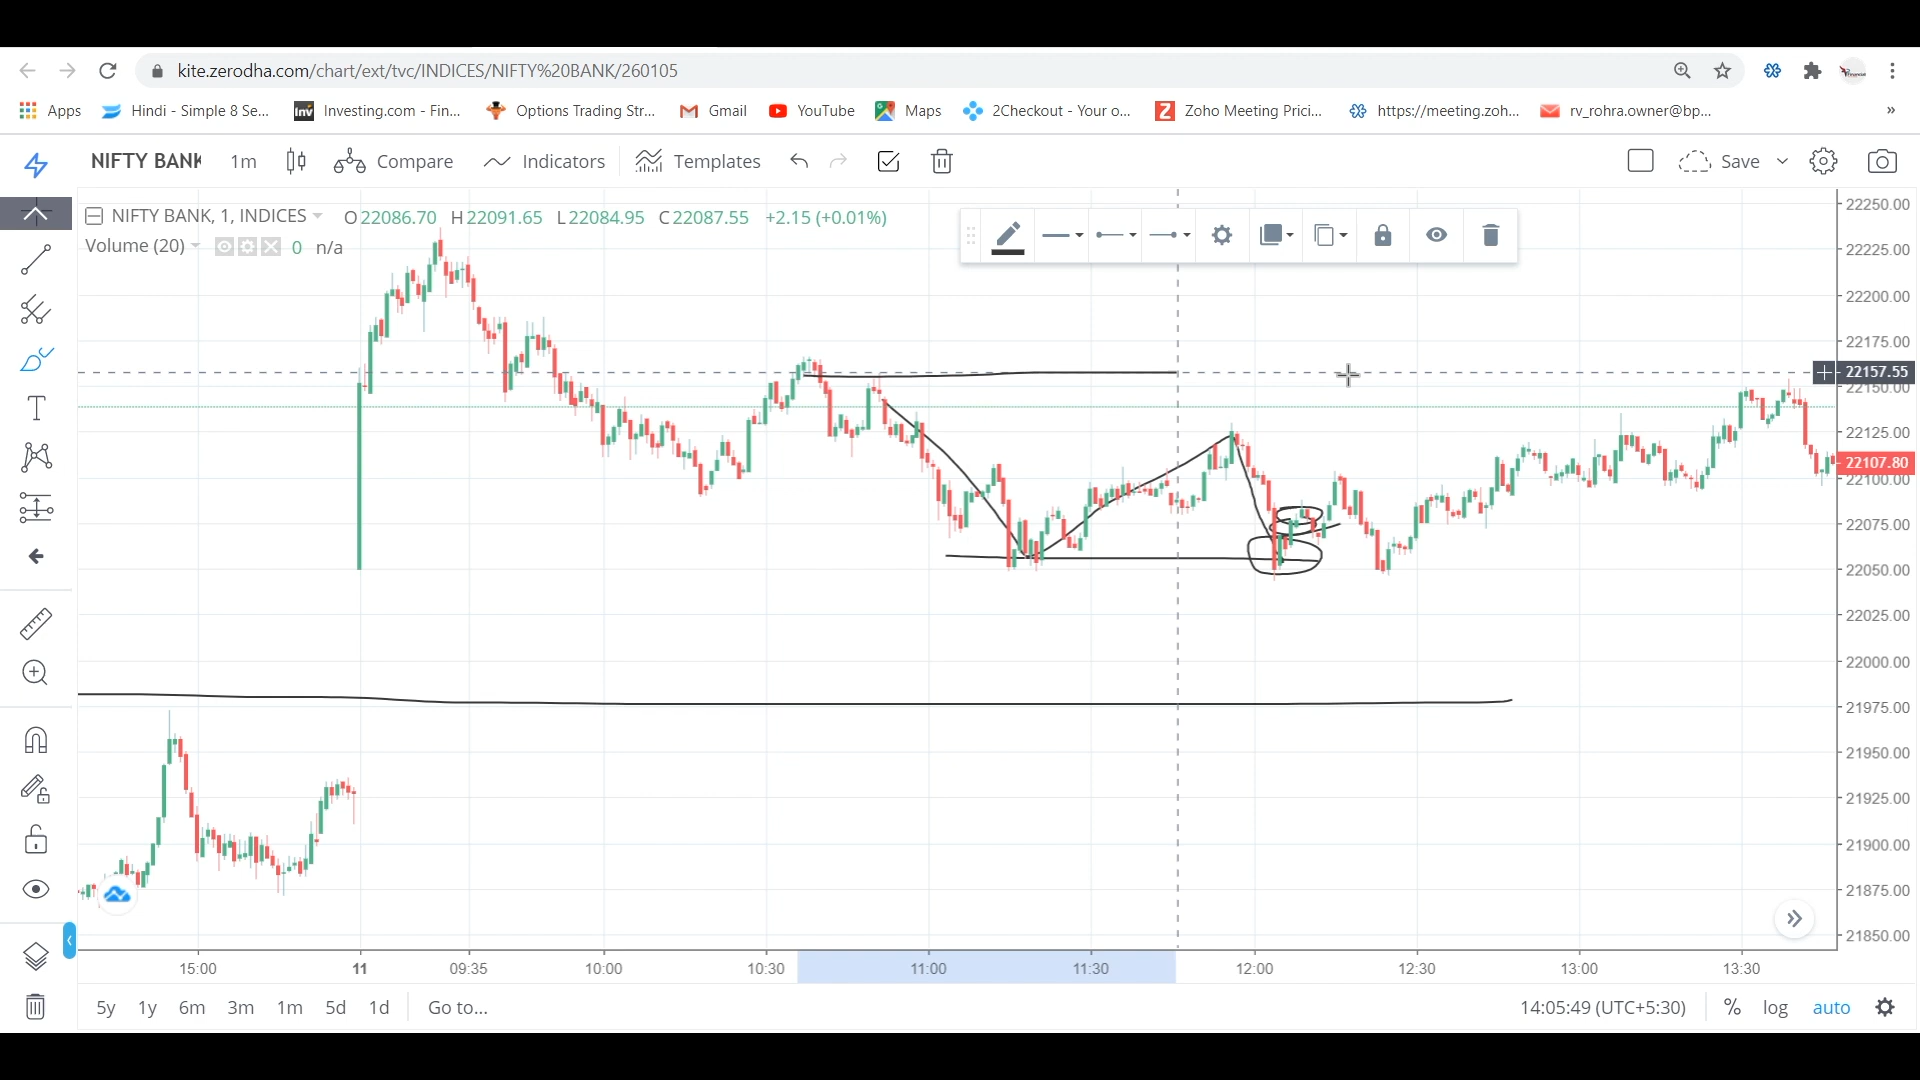 kite.zerodha.com/chart/ext/tvc/INDICES/NIFTY%20BANK/260105
Apps Hindi - Simple 8 Se... Inv Investing.com - Fin... Options Trading Str... Gmail YouTube Maps 2Checkout - Your o... Z Zoho Meeting Prici... https://meeting.zoh... rv_rohra.owner@bp... »
NIFTY BANK 1m Compare Indicators Templates Save
NIFTY BANK, 1, INDICES O22086.70 H22091.65 L22084.95 C22087.55 +2.15 (+0.01%)
Volume (20) 0 n/a
22250.00
22225.00
22200.00
22175.00
22157.55
22150.00
22125.00
22107.80
22100.00
22075.00
22050.00
22025.00
22000.00
21975.00
21950.00
21925.00
21900.00
21875.00
21850.00
15:00 11 09:35 10:00 10:30 11:00 11:30 12:00 12:30 13:00 13:30
5y 1y 6m 3m 1m 5d 1d Go to... 14:05:49 (UTC+5:30) % log auto